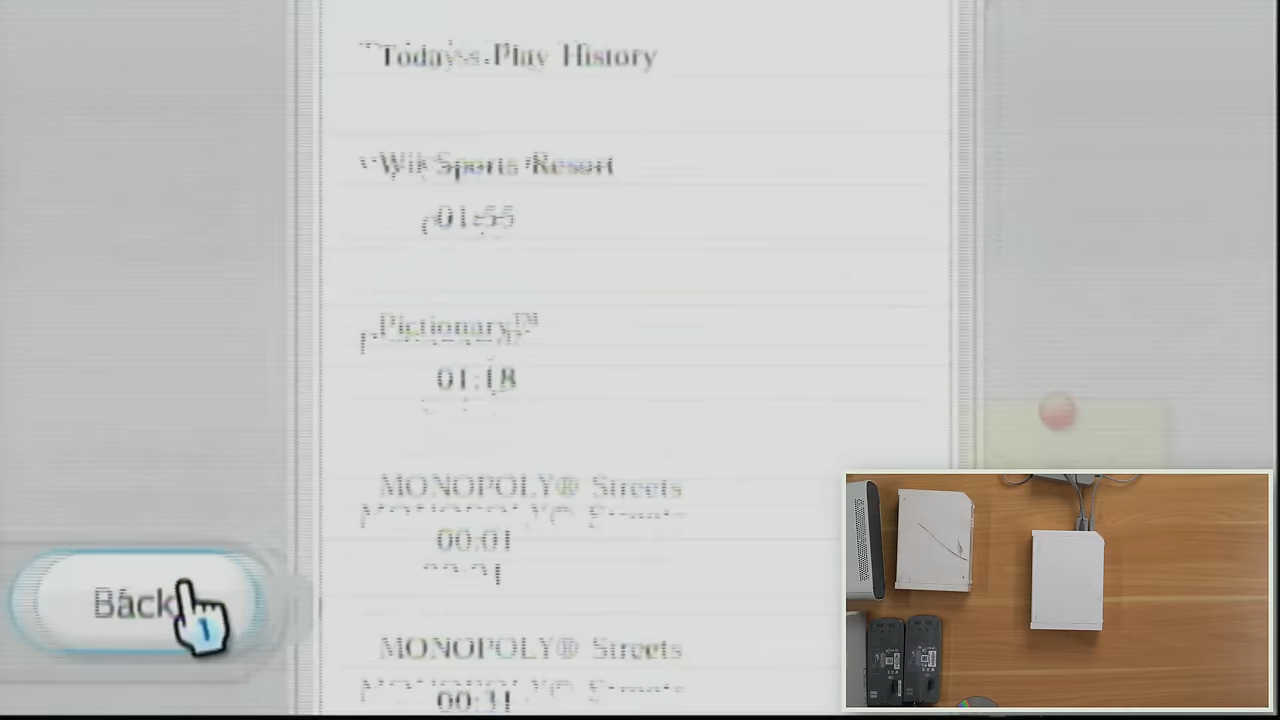 Today's Play History
Wii Sports Resort
01:55
Pictionary™
01:18
MONOPOLY® Streets
00:01
MONOPOLY® Streets
00:31
Back
1